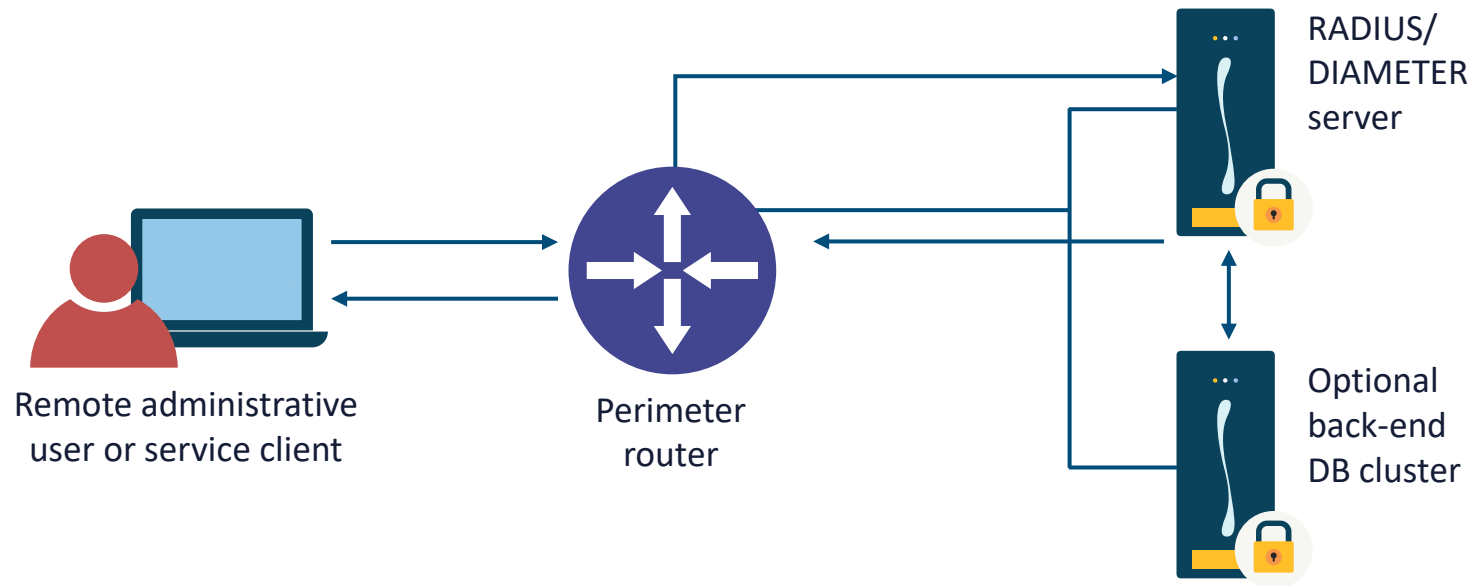 RADIUS/
DIAMETER
server
Remote administrative
user or service client
Perimeter
router
Optional
back-end
DB cluster